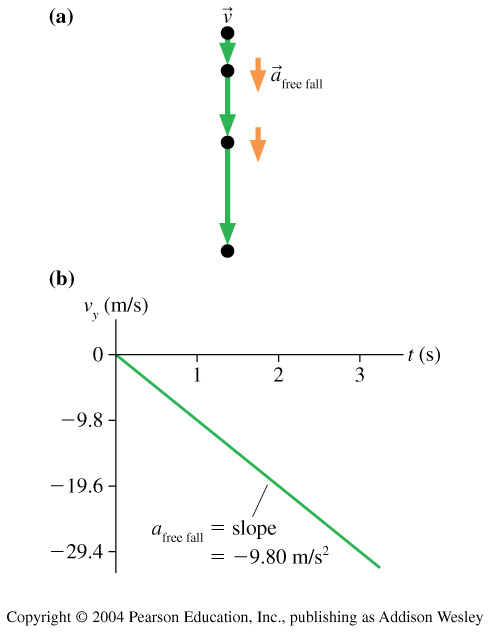 (a)
v⃗
a⃗ free fall
(b)
v_y (m/s)
0
t (s)
1 2 3
−9.8
−19.6
a free fall = slope
= −9.80 m/s²
−29.4
Copyright © 2004 Pearson Education, Inc., publishing as Addison Wesley